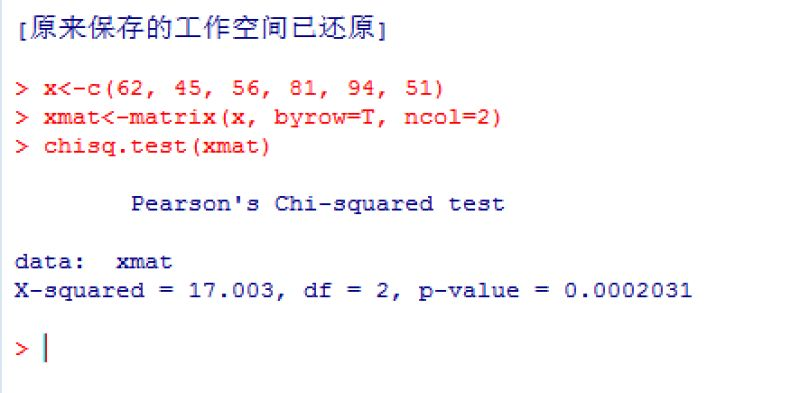 [原来保存的工作空间已还原]
> x<-c(62, 45, 56, 81, 94, 51)
> xmat<-matrix(x, byrow=T, ncol=2)
> chisq.test(xmat)
Pearson's Chi-squared test
data:  xmat
X-squared = 17.003, df = 2, p-value = 0.0002031
>